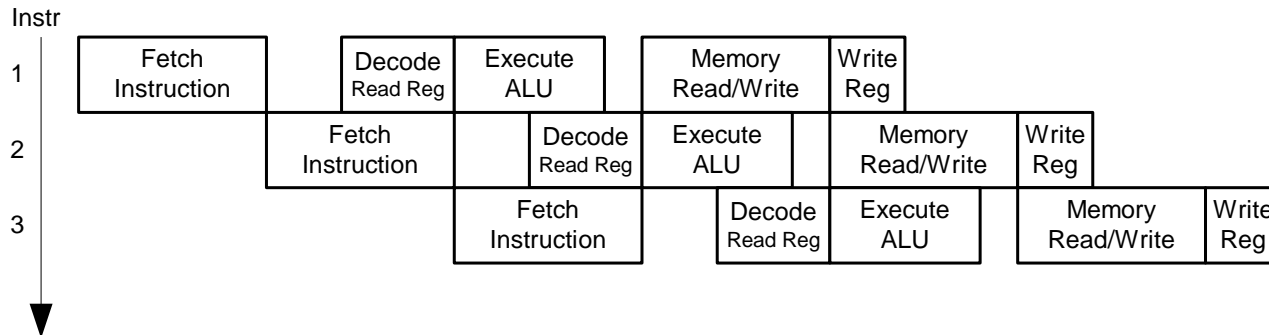 Instr
1
Fetch
Instruction
Decode
Read Reg
Execute
ALU
Memory
Read/Write
Write
Reg
2
Fetch
Instruction
Decode
Read Reg
Execute
ALU
Memory
Read/Write
Write
Reg
3
Fetch
Instruction
Decode
Read Reg
Execute
ALU
Memory
Read/Write
Write
Reg